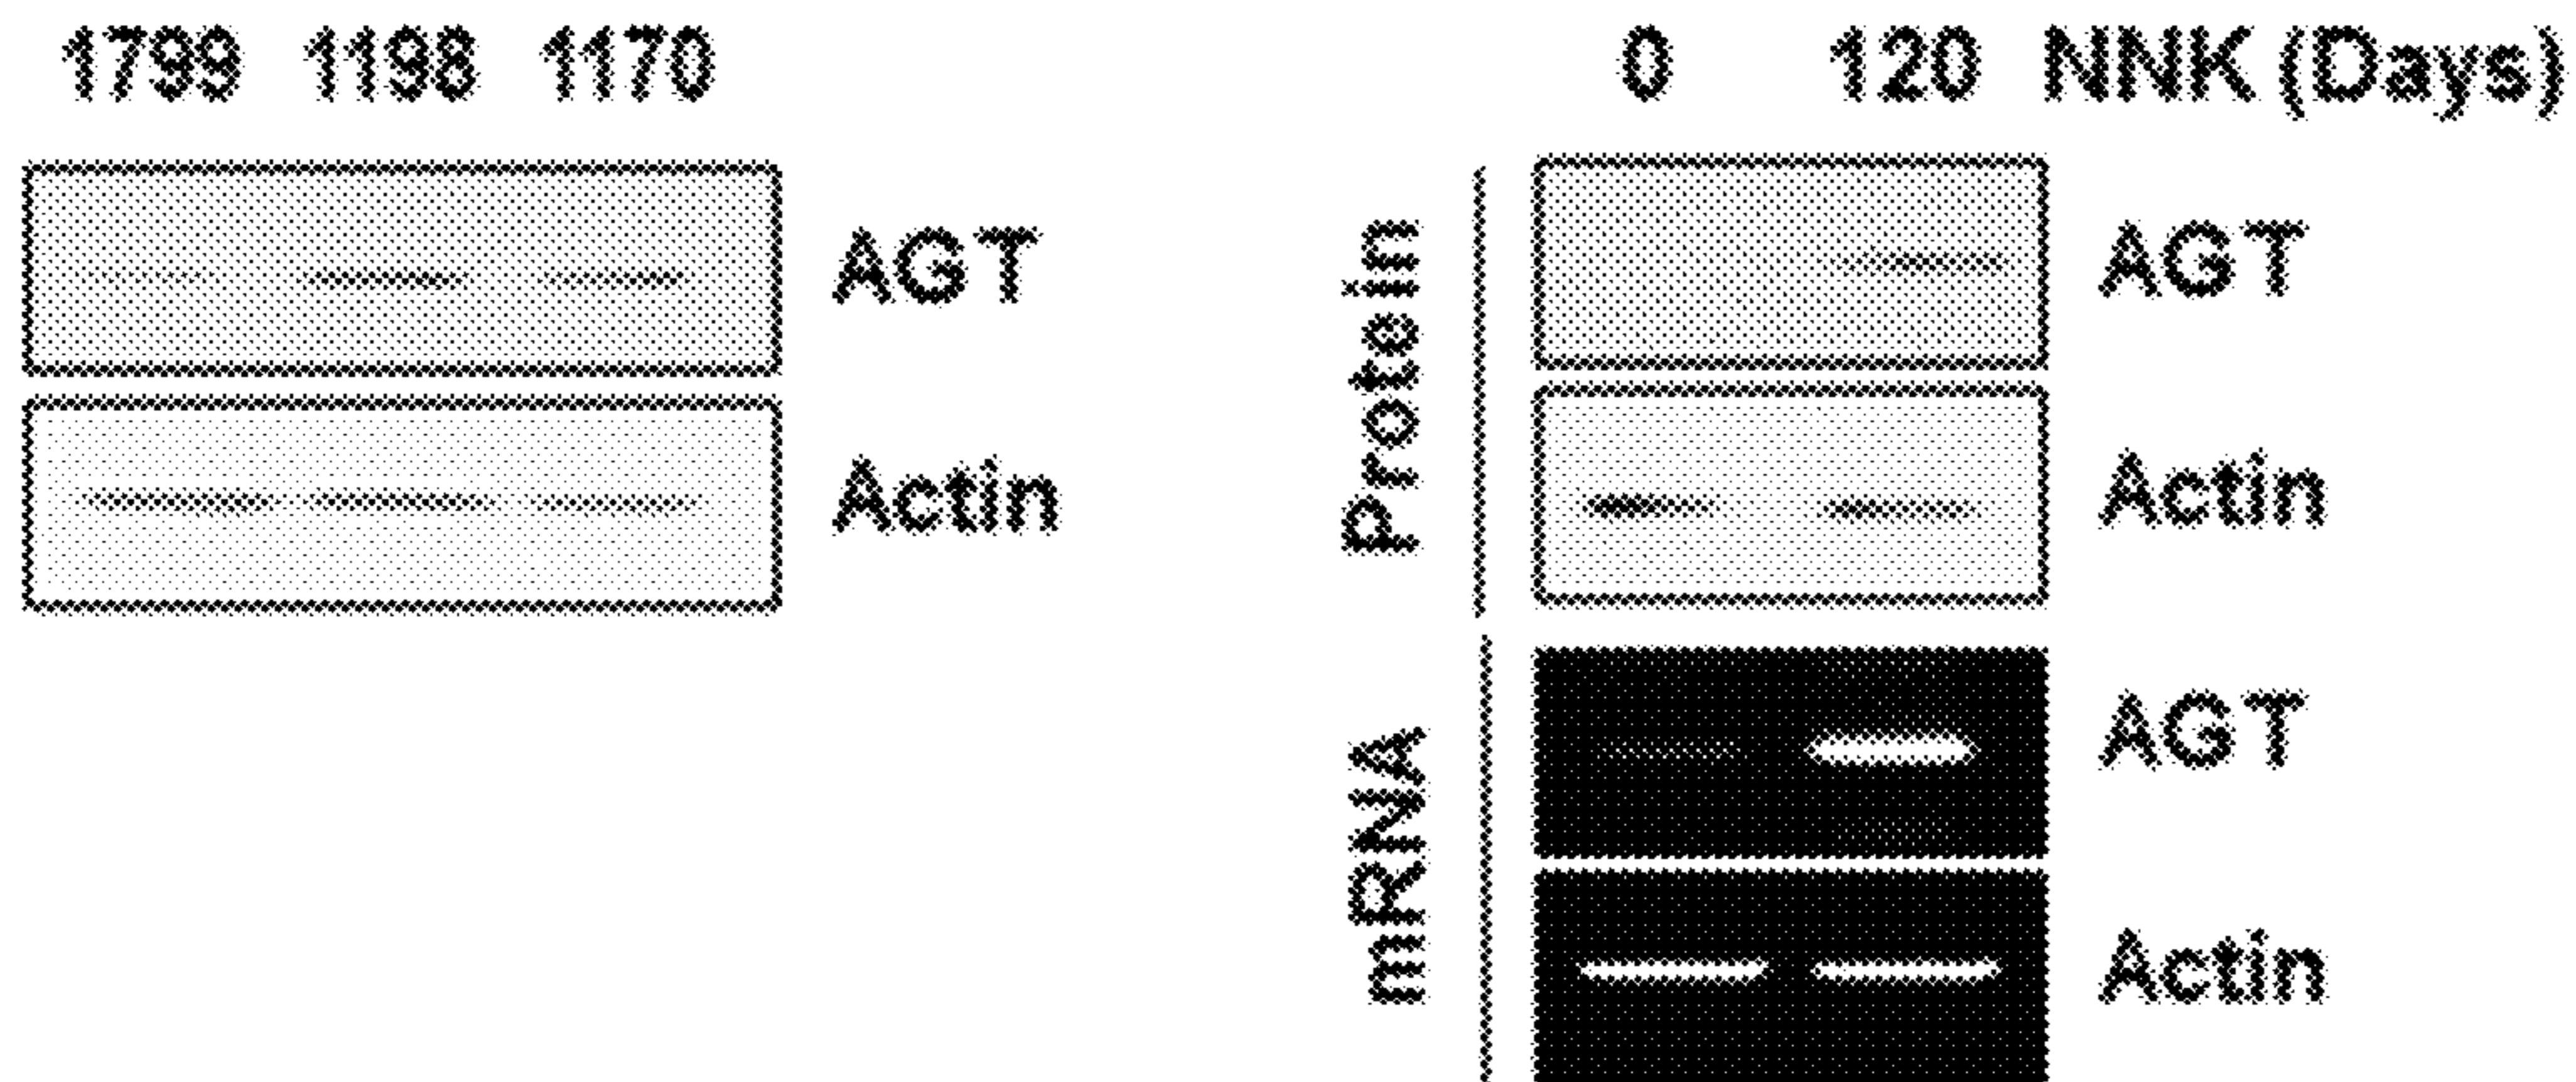 1799 1198 1170
AGT
Actin
0 120 NNK (Days)
Protein
AGT
Actin
mRNA
AGT
Actin